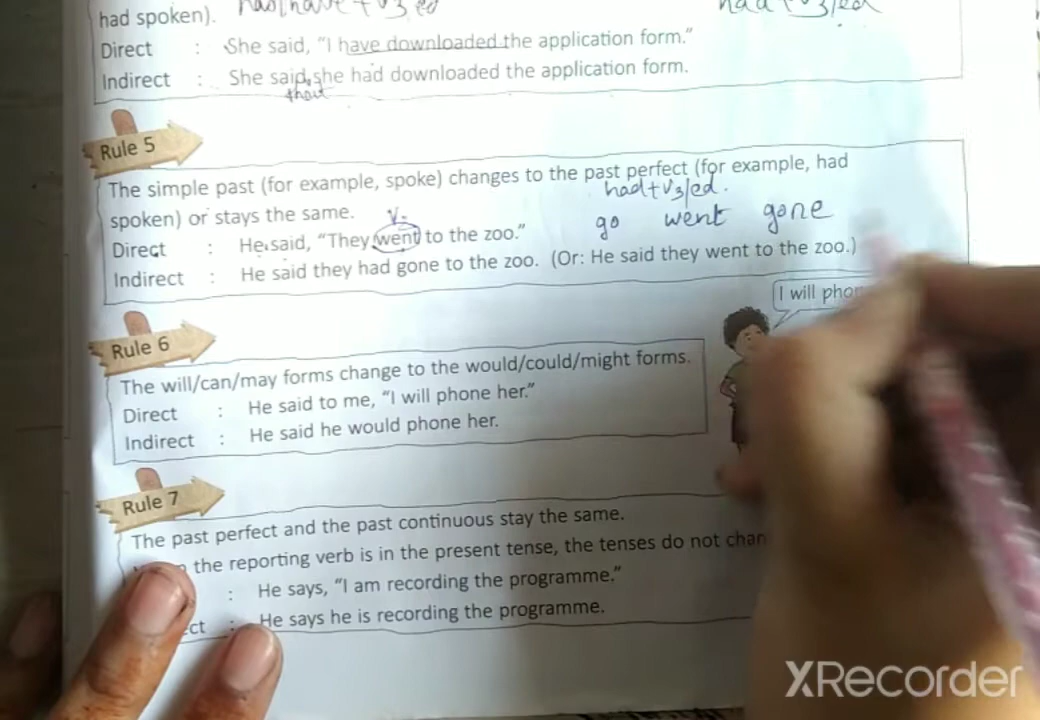 had spoken). has/have + V3/ed had + V3/ed
Direct : She said, “I have downloaded the application form.”
Indirect : She said, she had downloaded the application form.
that
Rule 5
The simple past (for example, spoke) changes to the past perfect (for example, had
had+V3/ed.
spoken) or stays the same.
go went gone
Direct : He said, “They went to the zoo.”
Indirect : He said they had gone to the zoo. (Or: He said they went to the zoo.)
I will
Rule 6
The will/can/may forms change to the would/could/might forms.
Direct : He said to me, “I will phone her.”
Indirect : He said he would phone her.
Rule 7
The past perfect and the past continuous stay the same.
the reporting verb is in the present tense, the tenses do not
: He says, “I am recording the programme.”
: He says he is recording the programme.
XRecorder